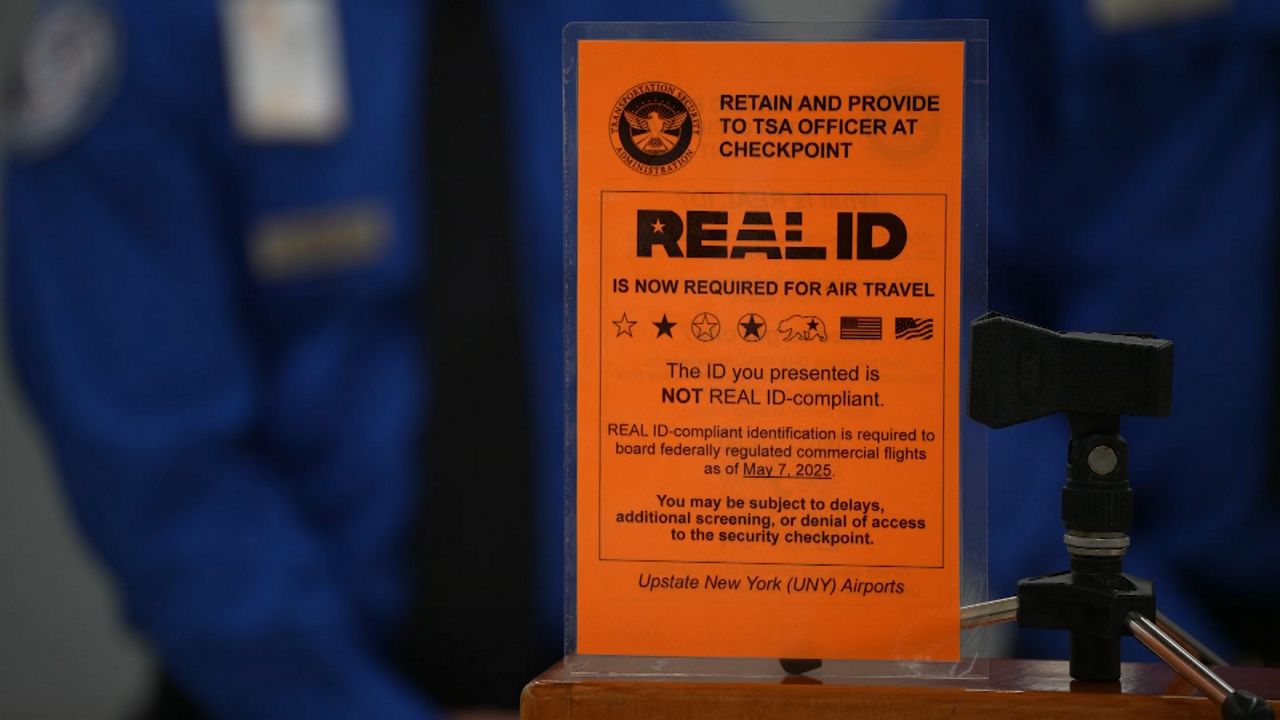 TRANSPORTATION SECURITY
ADMINISTRATION
RETAIN AND PROVIDE
TO TSA OFFICER AT
CHECKPOINT
REAL ID
IS NOW REQUIRED FOR AIR TRAVEL
The ID you presented is
NOT REAL ID-compliant.
REAL ID-compliant identification is required to
board federally regulated commercial flights
as of May 7, 2025.
You may be subject to delays,
additional screening, or denial of access
to the security checkpoint.
Upstate New York (UNY) Airports